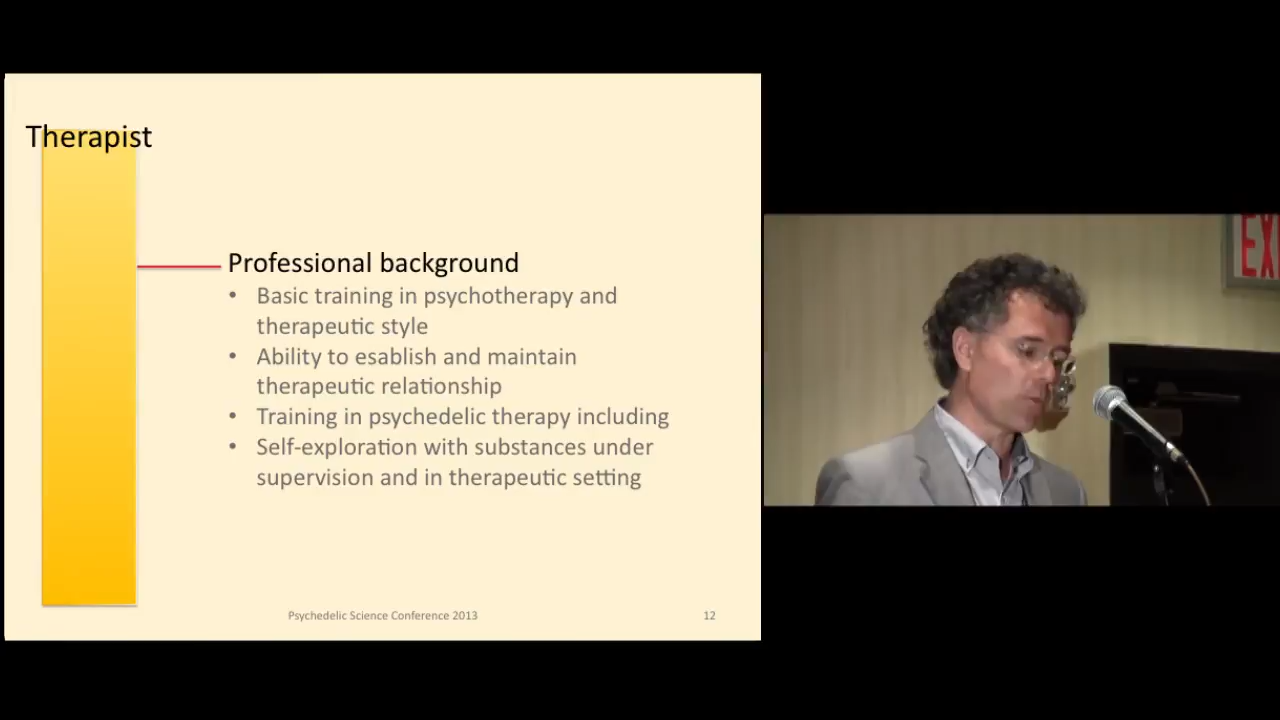 Therapist
Professional background
• Basic training in psychotherapy and
therapeutic style
• Ability to esablish and maintain
therapeutic relationship
• Training in psychedelic therapy including
• Self-exploration with substances under
supervision and in therapeutic setting
Psychedelic Science Conference 2013
12
EX